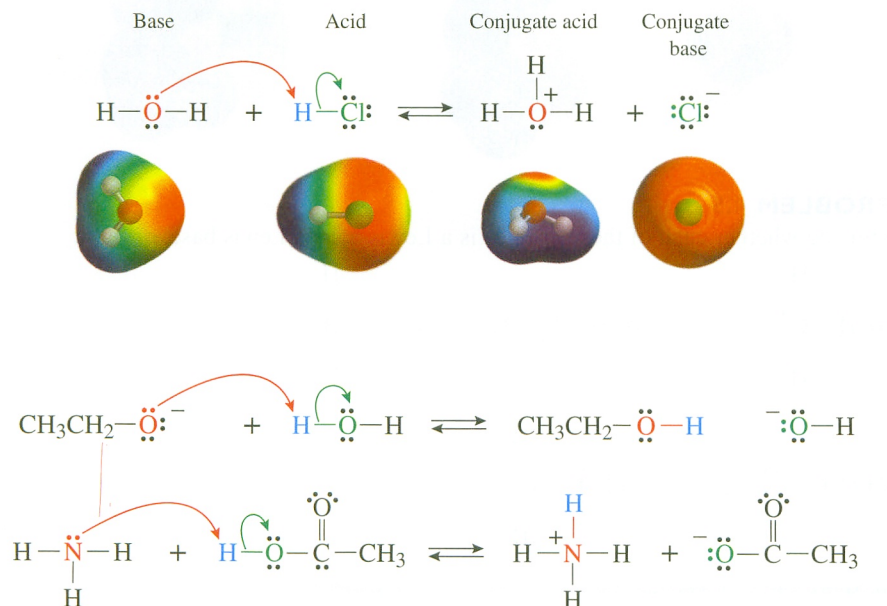 Base Acid Conjugate acid Conjugate
base
H
H—O—H + H—Cl: ⇌ H—O⁺—H + :Cl:⁻
CH₃CH₂—O:⁻ + H—O—H ⇌ CH₃CH₂—O—H ⁻:O—H
O H O
H—N—H + H—O—C—CH₃ ⇌ H—N⁺—H + ⁻:O—C—CH₃
H H